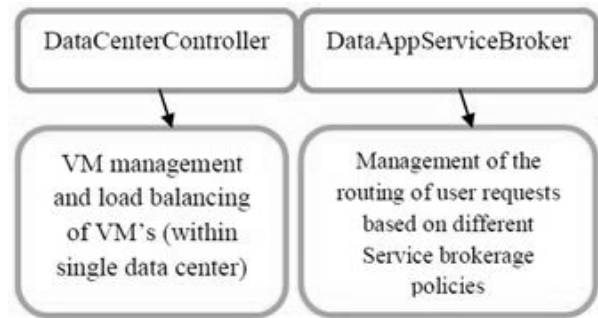 DataCenterController
DataAppServiceBroker
VM management
and load balancing
of VM's (within
single data center)
Management of the
routing of user requests
based on different
Service brokerage
policies